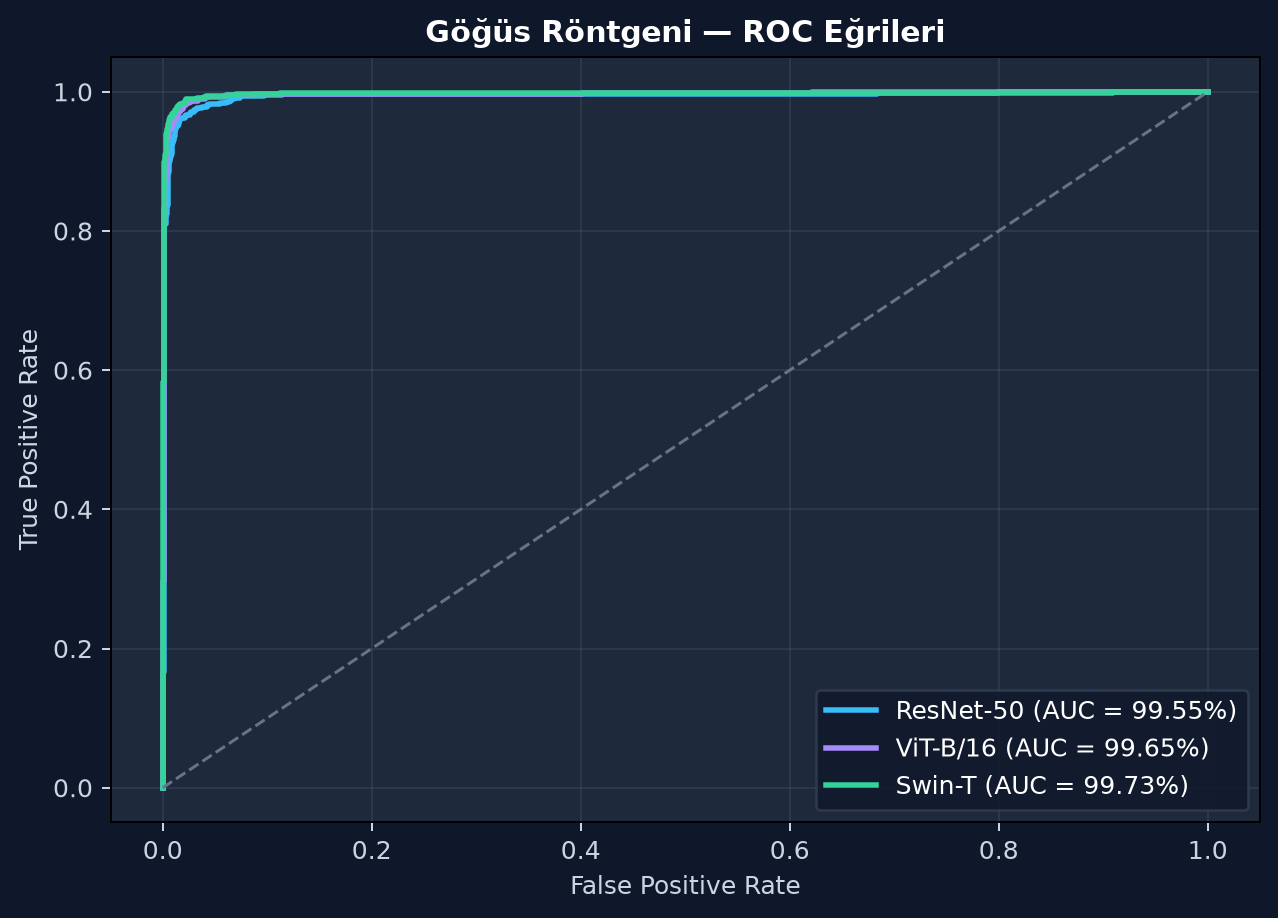 Göğüs Röntgeni — ROC Eğrileri
True Positive Rate
1.0
0.8
0.6
0.4
0.2
0.0
0.0 0.2 0.4 0.6 0.8 1.0
False Positive Rate
ResNet-50 (AUC = 99.55%)
ViT-B/16 (AUC = 99.65%)
Swin-T (AUC = 99.73%)